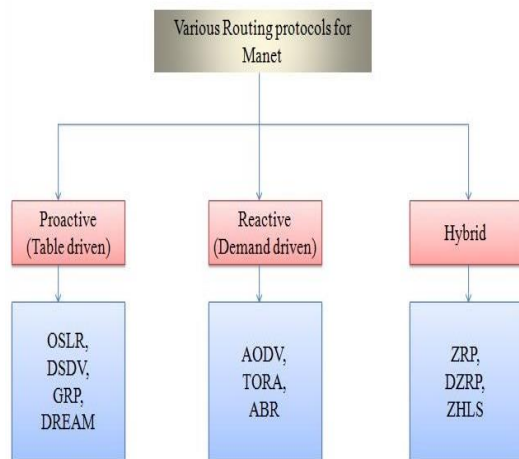 Various Routing protocols for
Manet
Proactive
(Table driven)
Reactive
(Demand driven)
Hybrid
OSLR,
DSDV,
GRP,
DREAM
AODV,
TORA,
ABR
ZRP,
DZRP,
ZHLS